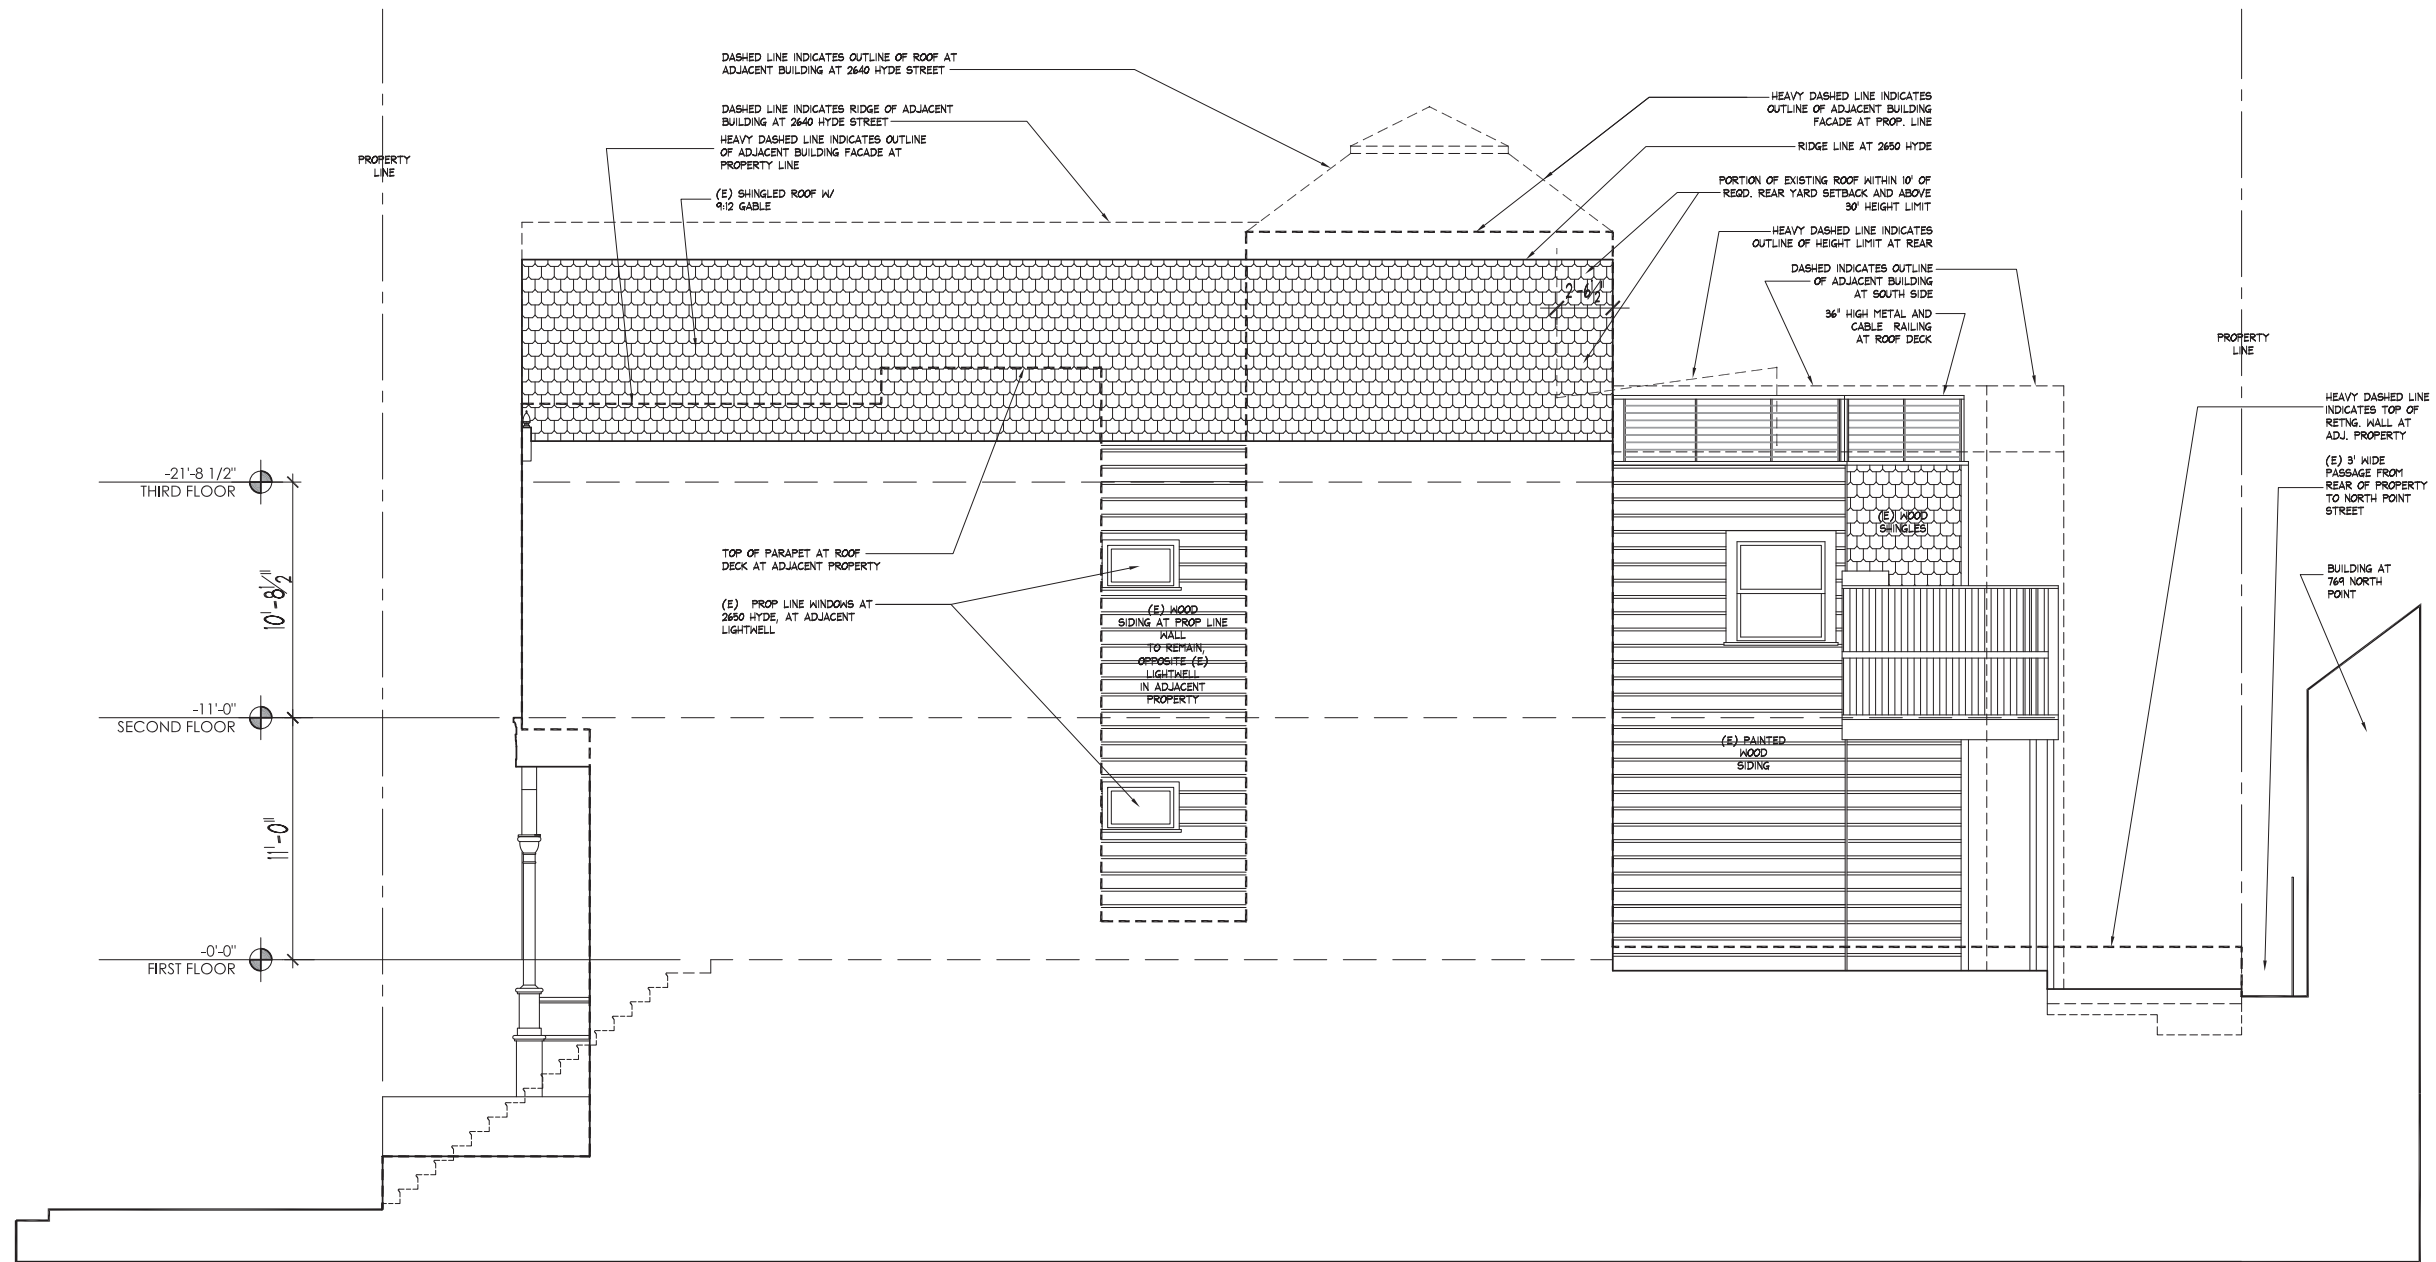 DASHED LINE INDICATES OUTLINE OF ROOF AT
ADJACENT BUILDING AT 2640 HYDE STREET
DASHED LINE INDICATES RIDGE OF ADJACENT
BUILDING AT 2640 HYDE STREET
HEAVY DASHED LINE INDICATES OUTLINE
OF ADJACENT BUILDING FACADE AT
PROPERTY LINE
(E) SHINGLED ROOF W/
9:12 GABLE
PROPERTY
LINE
HEAVY DASHED LINE INDICATES
OUTLINE OF ADJACENT BUILDING
FACADE AT PROP. LINE
RIDGE LINE AT 2650 HYDE
PORTION OF EXISTING ROOF WITHIN 10' OF
REQD. REAR YARD SETBACK AND ABOVE
30' HEIGHT LIMIT
HEAVY DASHED LINE INDICATES
OUTLINE OF HEIGHT LIMIT AT REAR
DASHED INDICATES OUTLINE
OF ADJACENT BUILDING
AT SOUTH SIDE
36" HIGH METAL AND
CABLE RAILING
AT ROOF DECK
2'-6 1/2"
PROPERTY
LINE
HEAVY DASHED LINE
INDICATES TOP OF
RETNG. WALL AT
ADJ. PROPERTY
(E) 3' WIDE
PASSAGE FROM
REAR OF PROPERTY
TO NORTH POINT
STREET
BUILDING AT
769 NORTH
POINT
-21'-8 1/2"
THIRD FLOOR
10'-8 1/2"
-11'-0"
SECOND FLOOR
11'-0"
-0'-0"
FIRST FLOOR
TOP OF PARAPET AT ROOF
DECK AT ADJACENT PROPERTY
(E) PROP LINE WINDOWS AT
2650 HYDE, AT ADJACENT
LIGHTWELL
(E) WOOD
SIDING AT PROP LINE
WALL
TO REMAIN,
OPPOSITE (E)
LIGHTWELL
IN ADJACENT
PROPERTY
(E) WOOD
SHINGLES
(E) PAINTED
WOOD
SIDING